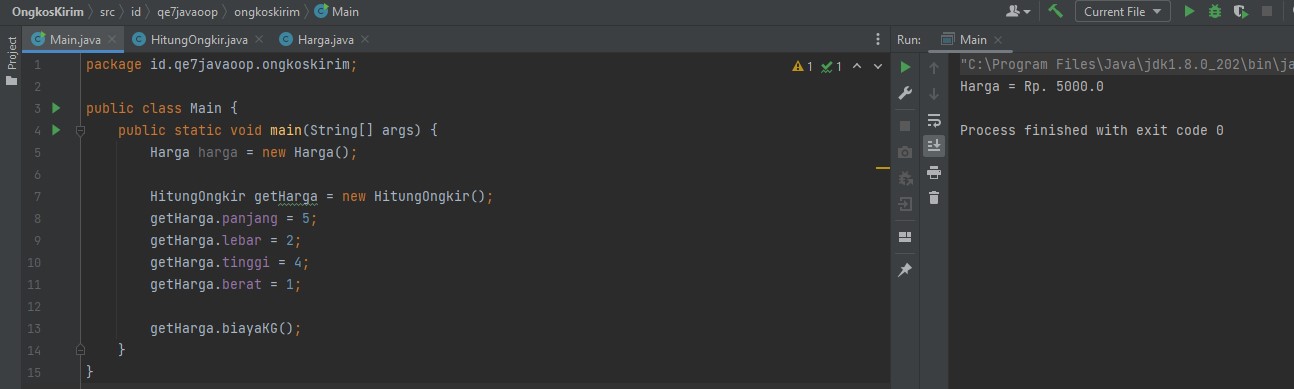 OngkosKirim src id qe7javaoop ongkoskirim Main
Current File
Project
Main.java HitungOngkir.java Harga.java
Run: Main
1 package id.qe7javaoop.ongkoskirim;
1 1
2
3 public class Main {
4 public static void main(String[] args) {
5 Harga harga = new Harga();
6
7 HitungOngkir getHarga = new HitungOngkir();
8 getHarga.panjang = 5;
9 getHarga.lebar = 2;
10 getHarga.tinggi = 4;
11 getHarga.berat = 1;
12
13 getHarga.biayaKG();
14 }
15 }
"C:\Program Files\Java\jdk1.8.0_202\bin\ja
Harga = Rp. 5000.0
Process finished with exit code 0